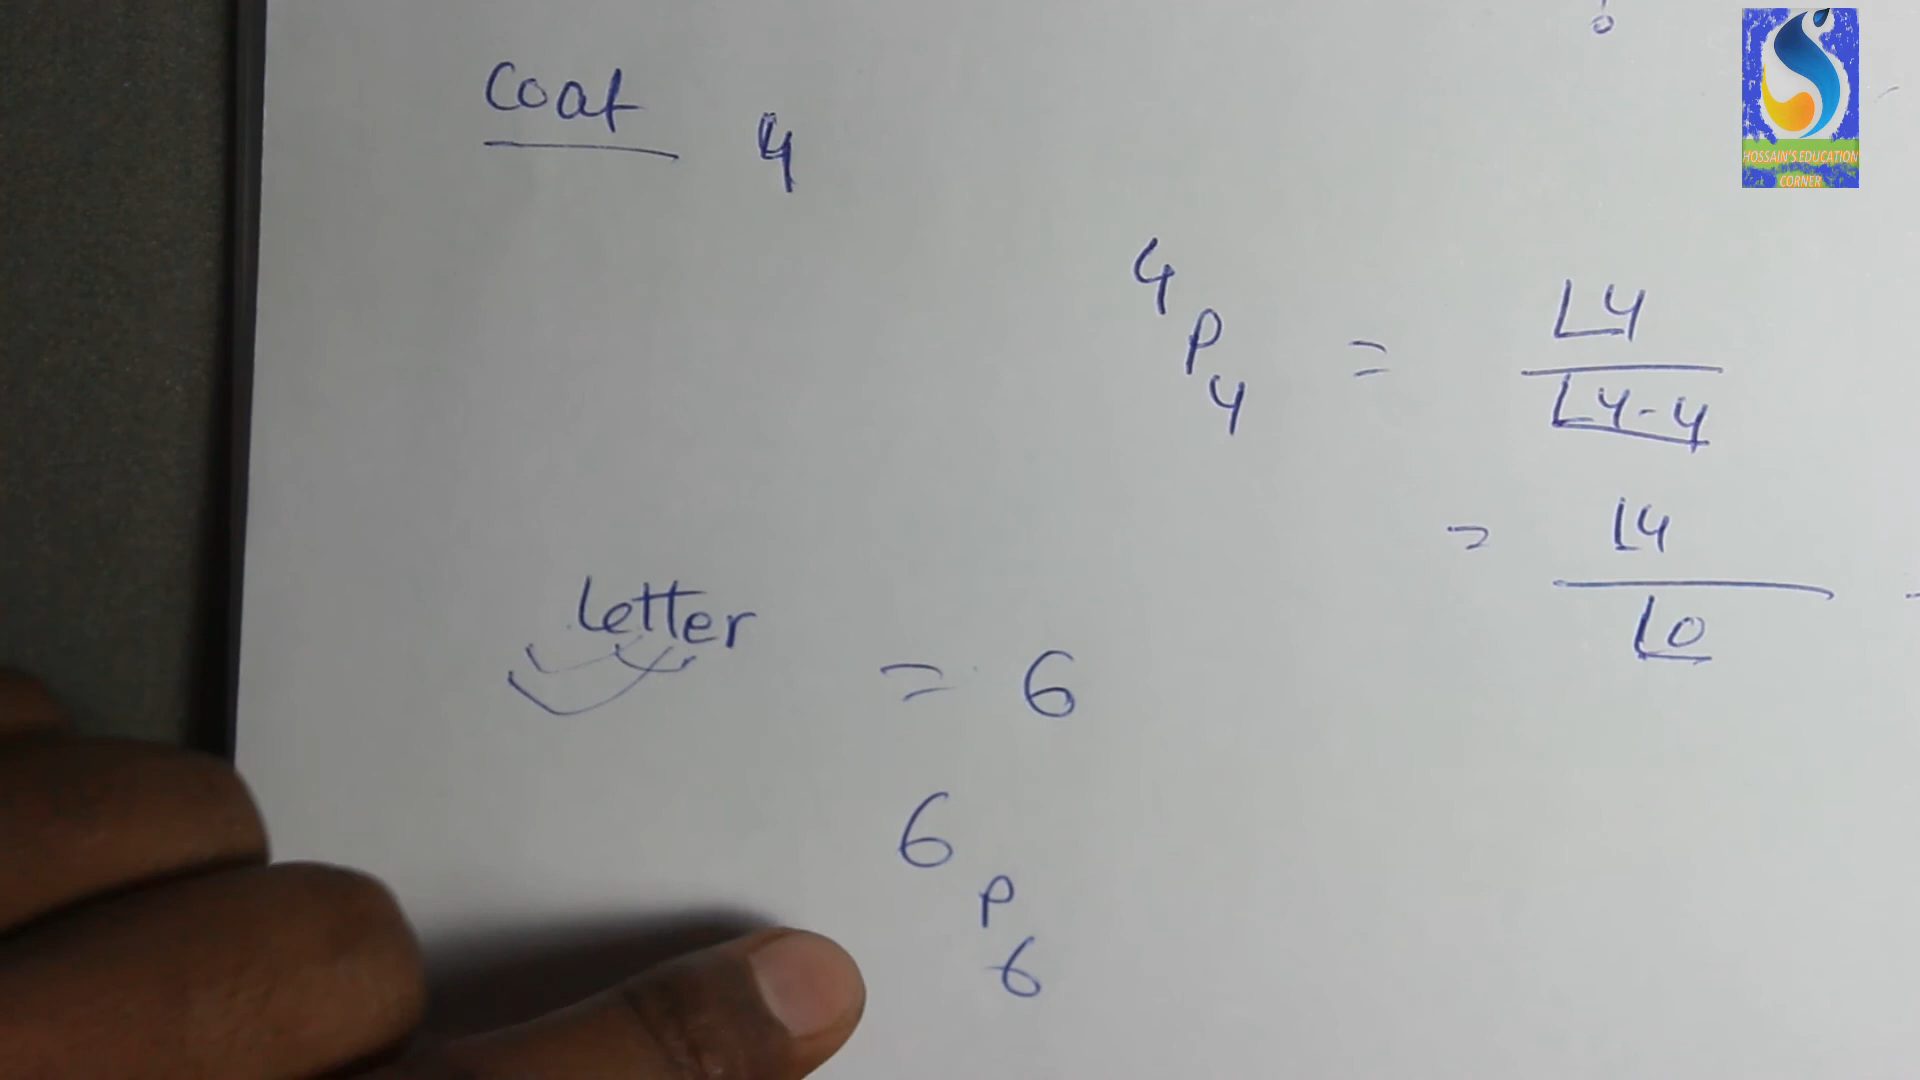 HOSSAIN'S EDUCATION
CORNER
Coat 4
4P4 = L4 / L4-4
= L4 / L0
Letter = 6
6P6